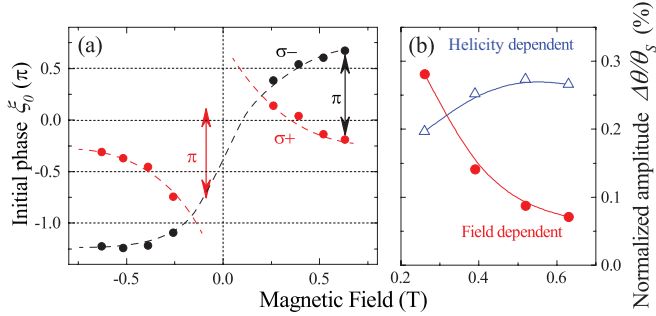 (a)
σ−
π
π
σ+
Initial phase ξ0 (π)
0.5
0.0
-0.5
-1.0
-0.5
0.0
0.5
Magnetic Field (T)
(b)
Helicity dependent
Field dependent
0.3
0.2
0.1
0.0
0.2
0.4
0.6
Normalized amplitude Δθ/θS (%)